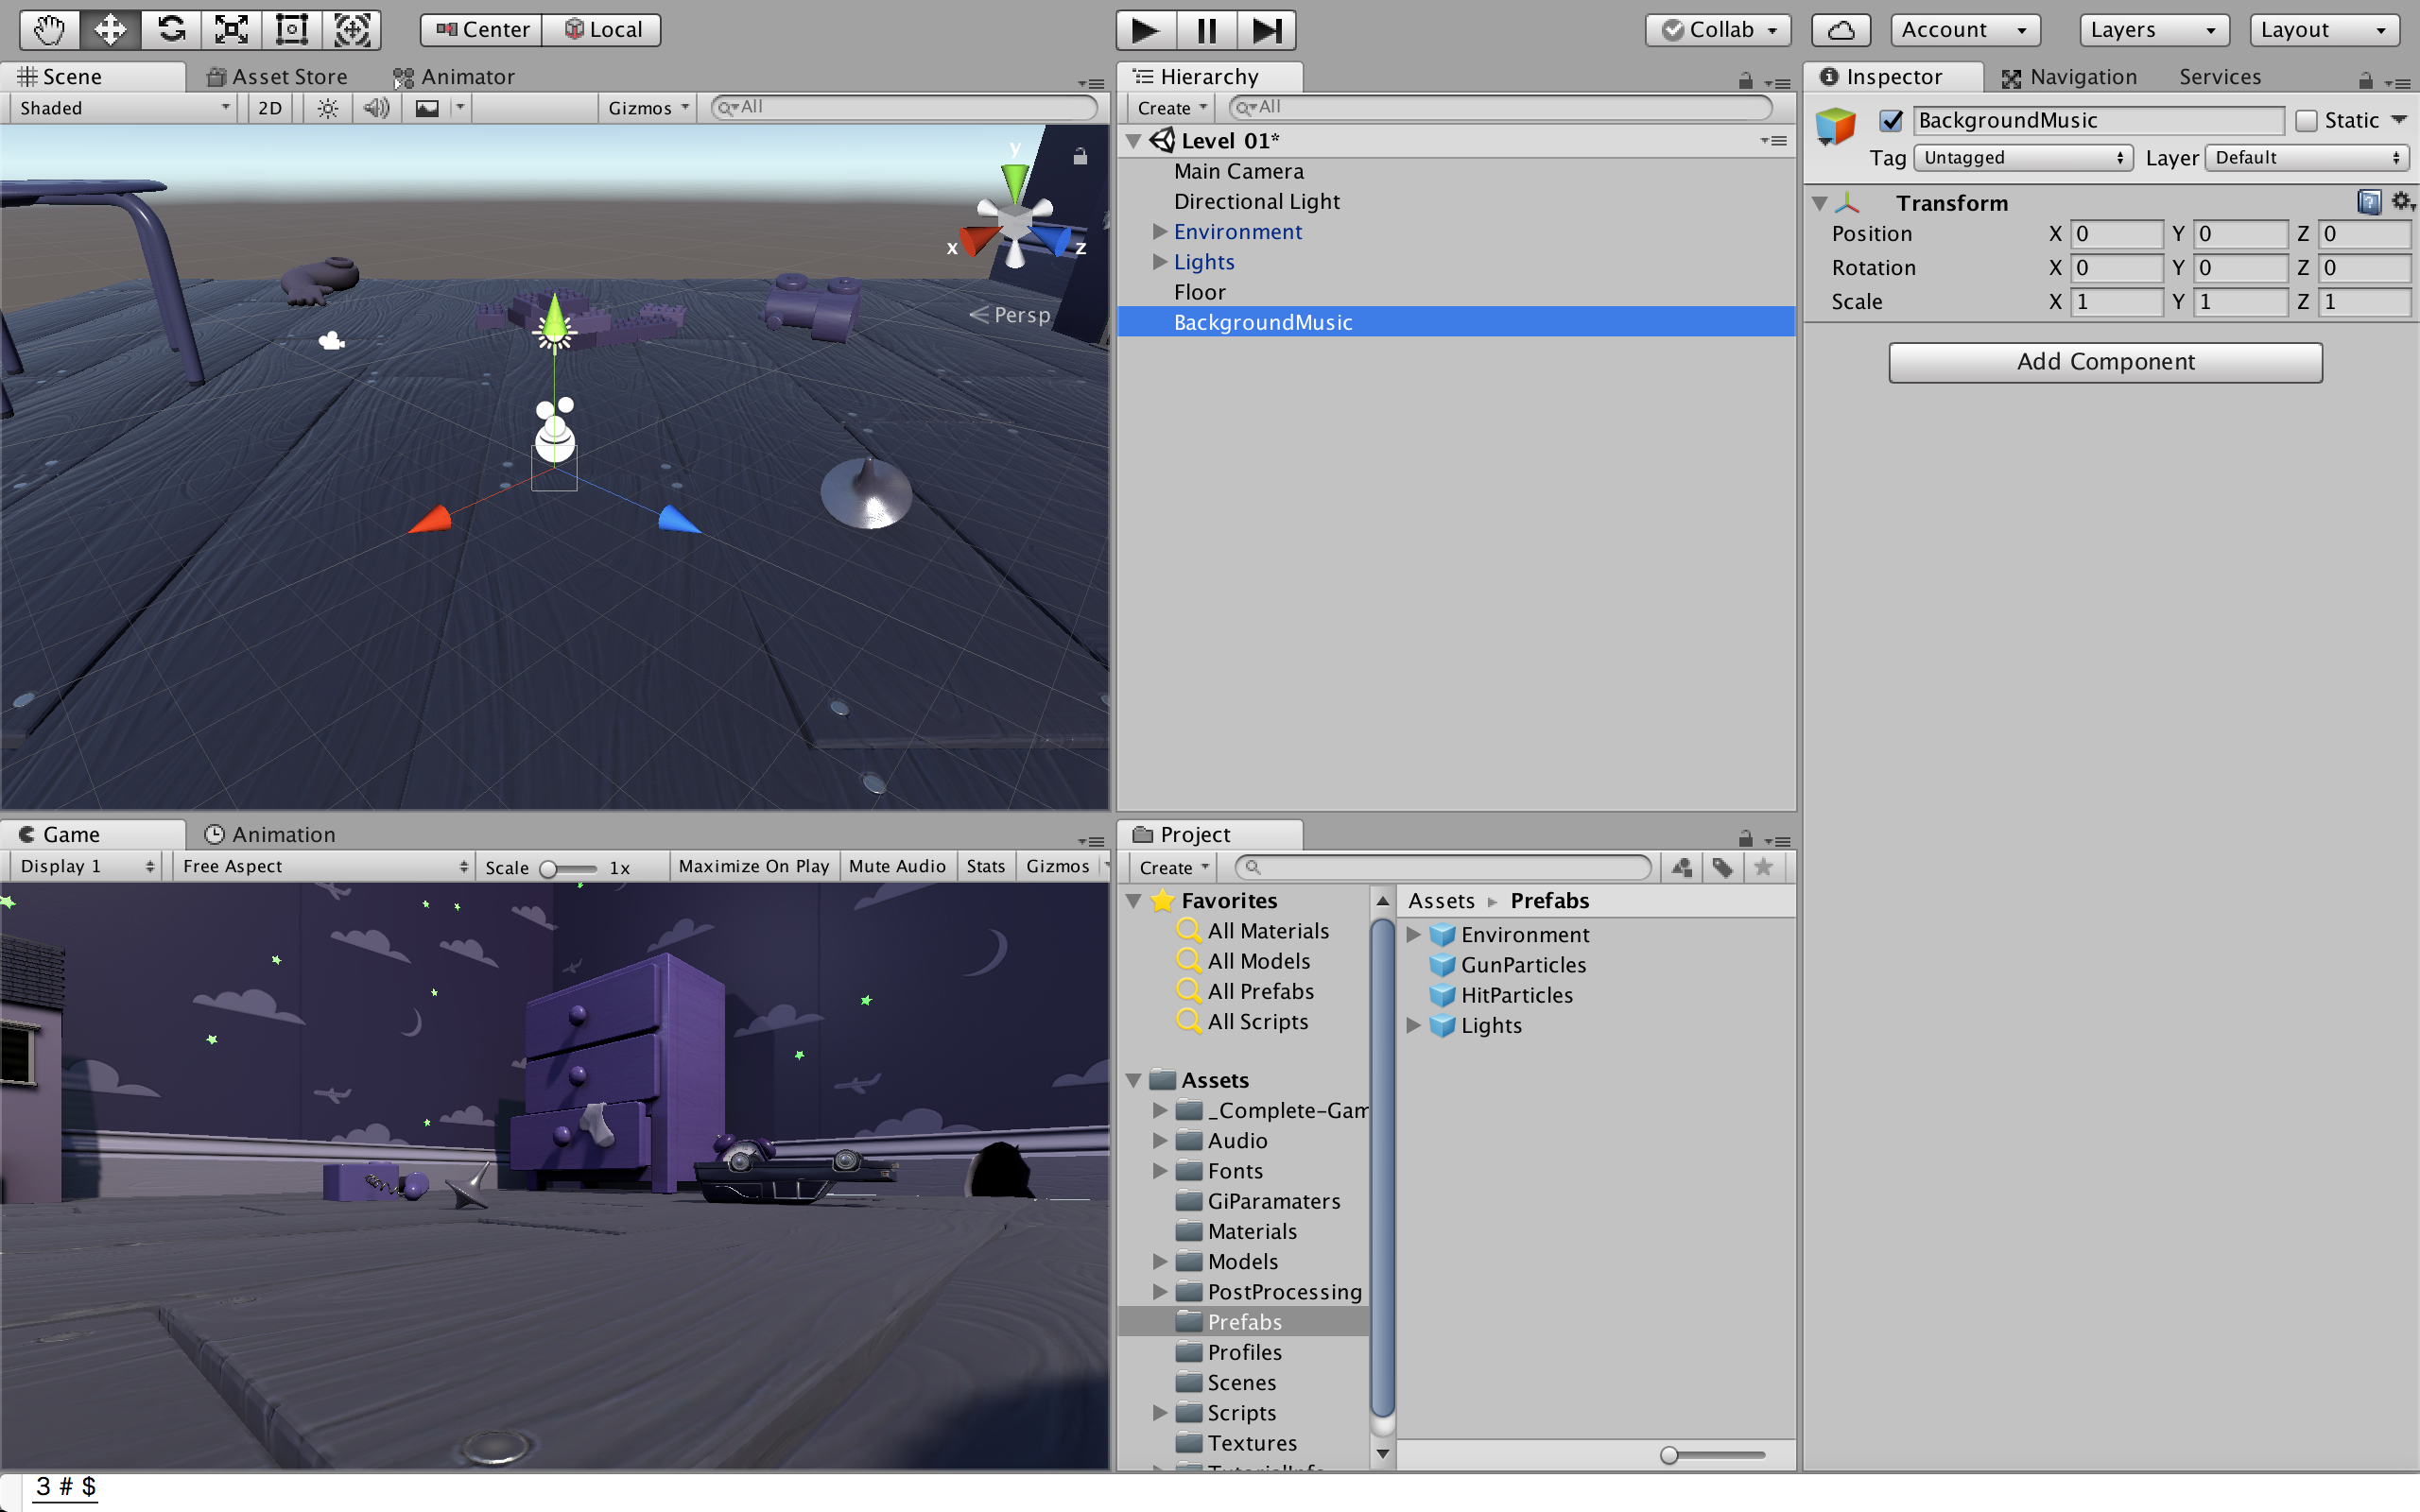 Center Local Collab Account Layers Layout
Scene Asset Store Animator
Shaded 2D Gizmos All
y
x z
Persp
Hierarchy
Create All
Level 01*
Main Camera
Directional Light
Environment
Lights
Floor
BackgroundMusic
Inspector Navigation Services
BackgroundMusic Static
Tag Untagged Layer Default
Transform
Position X 0 Y 0 Z 0
Rotation X 0 Y 0 Z 0
Scale X 1 Y 1 Z 1
Add Component
Game Animation
Display 1 Free Aspect Scale 1x Maximize On Play Mute Audio Stats Gizmos
Project
Create
Favorites
All Materials
All Models
All Prefabs
All Scripts
Assets
_Complete-Gam
Audio
Fonts
GiParamaters
Materials
Models
PostProcessing
Prefabs
Profiles
Scenes
Scripts
Textures
Assets Prefabs
Environment
GunParticles
HitParticles
Lights
3 # $